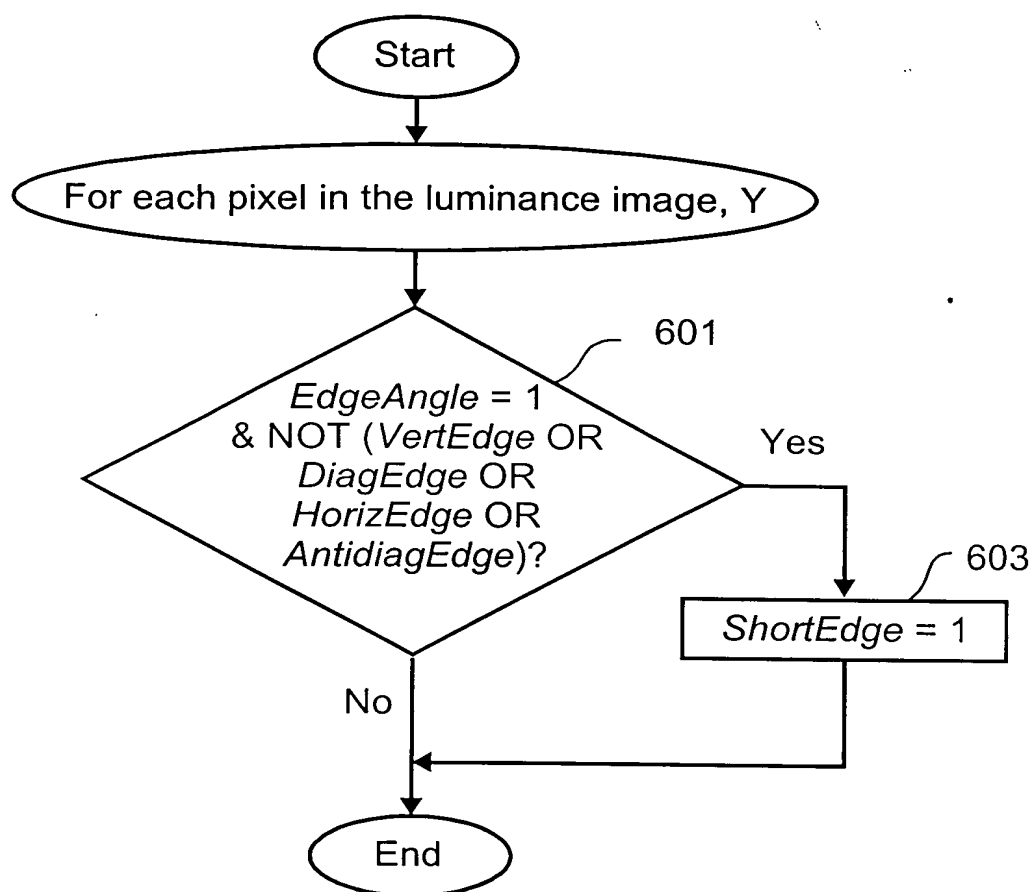 Start
For each pixel in the luminance image, Y
601
EdgeAngle = 1
& NOT (VertEdge OR
DiagEdge OR
HorizEdge OR
AntidiagEdge)?
Yes
603
ShortEdge = 1
No
End